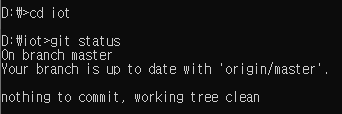 D:\>cd iot
D:\iot>git status
On branch master
Your branch is up to date with 'origin/master'.
nothing to commit, working tree clean